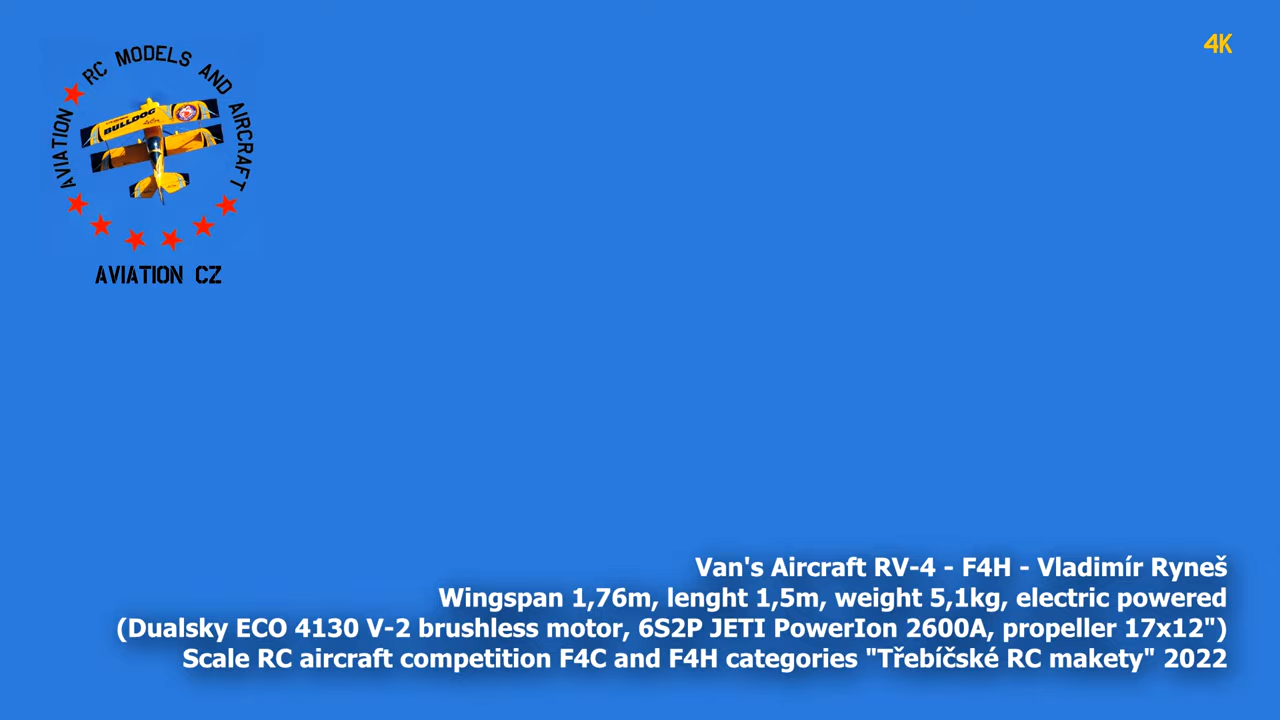 4K
AVIATION ★ RC MODELS AND AIRCRAFT
BULLDOG
AVIATION CZ
Van's Aircraft RV-4 - F4H - Vladimír Ryneš
Wingspan 1,76m, lenght 1,5m, weight 5,1kg, electric powered
(Dualsky ECO 4130 V-2 brushless motor, 6S2P JETI PowerIon 2600A, propeller 17x12")
Scale RC aircraft competition F4C and F4H categories "Třebíčské RC makety" 2022